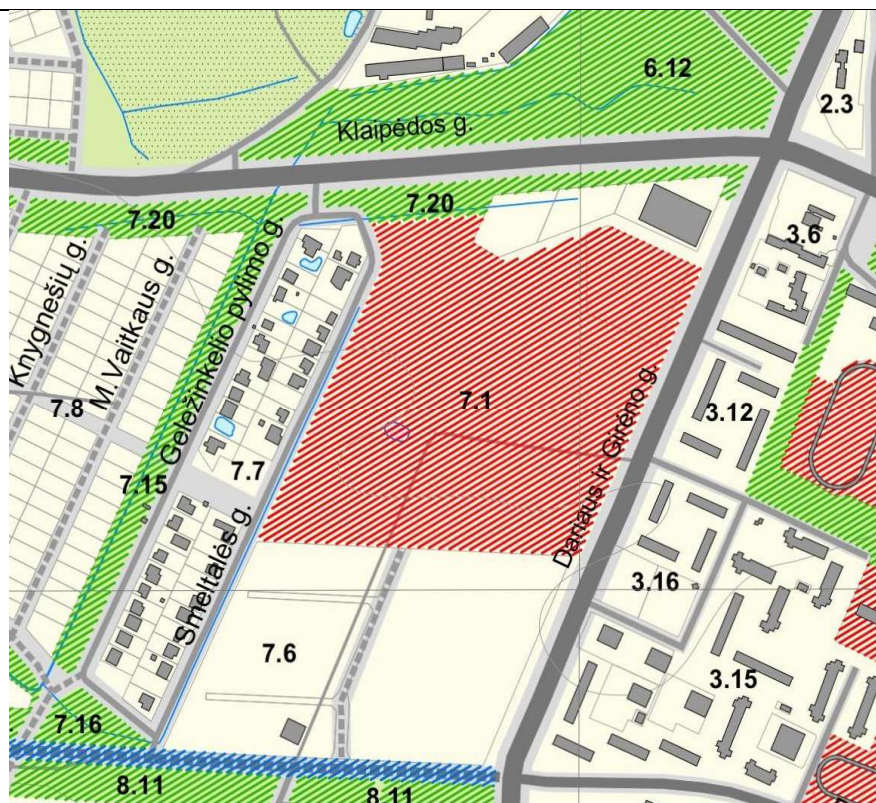 6.12
2.3
Klaipėdos g.
7.20
7.20
3.6
Knygnešių g.
M.Vaitkaus g.
Geležinkelio pylimo g.
7.8
7.1
3.12
Dariaus ir Girėno g.
7.7
7.15
Smeltalės g.
3.16
7.6
3.15
7.16
8.11
8.11